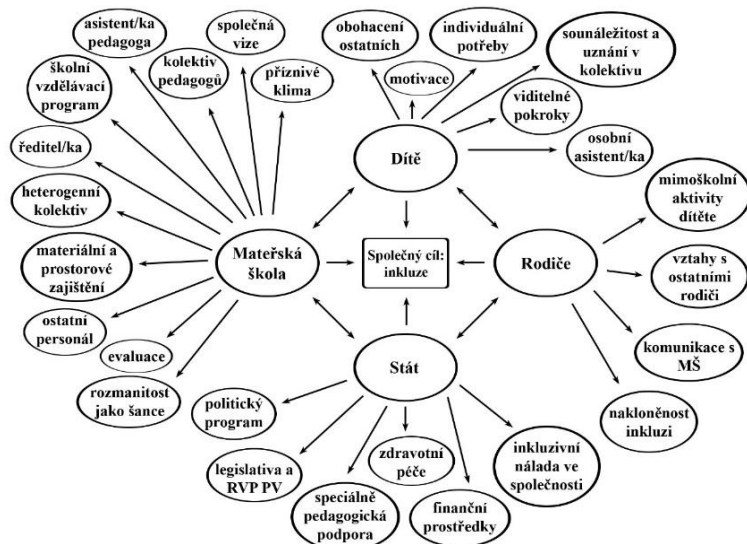 asistent/ka
pedagoga
společná
vize
kolektiv
pedagogů
příznivé
klima
školní
vzdělávací
program
ředitel/ka
heterogenní
kolektiv
materiální a
prostorové
zajištění
ostatní
personál
evaluace
rozmanitost
jako šance
Mateřská
škola
obohacení
ostatních
motivace
individuální
potřeby
sounáležitost a
uznání v
kolektivu
viditelné
pokroky
osobní
asistent/ka
Dítě
Společný cíl:
inkluze
Rodiče
mimoškolní
aktivity
dítěte
vztahy s
ostatními
rodiči
komunikace s
MŠ
nakloněnost
inkluzi
Stát
politický
program
legislativa a
RVP PV
speciálně
pedagogická
podpora
zdravotní
péče
finanční
prostředky
inkluzivní
nálada ve
společnosti